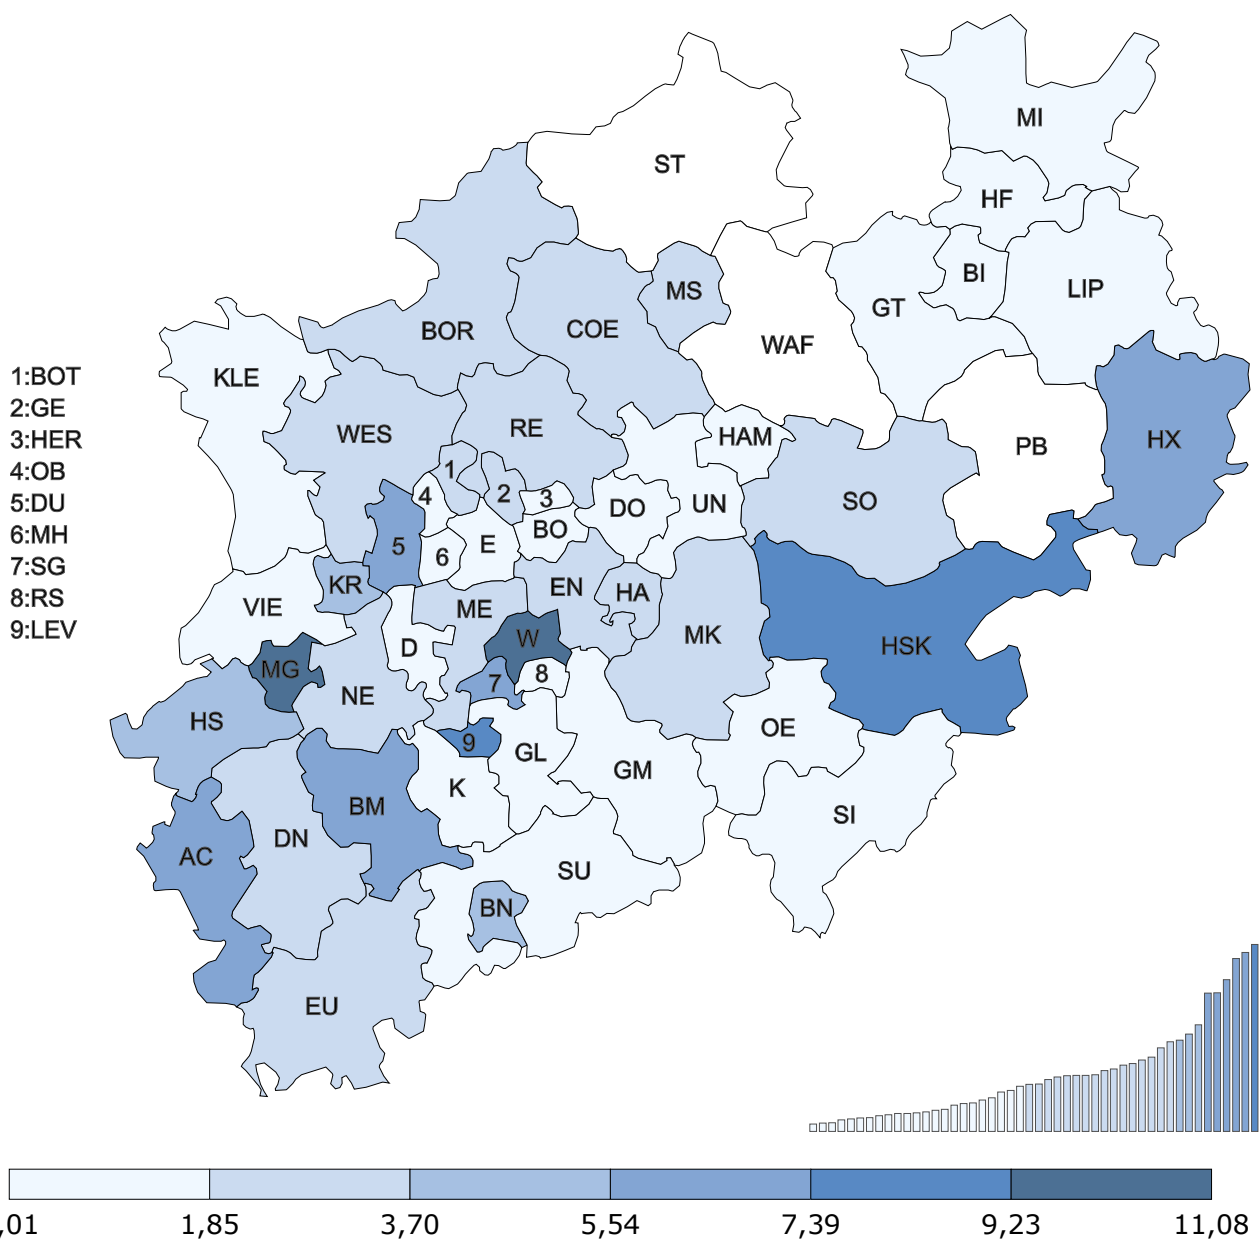 MI
ST
HF
BI
LIP
MS
GT
BOR
COE
WAF
KLE
1:BOT
2:GE
3:HER
4:OB
5:DU
6:MH
7:SG
8:RS
9:LEV
WES
RE
HAM
PB
HX
1
2
3
4
DO
UN
SO
BO
5
6
E
KR
EN
HA
VIE
ME
D
W
MK
HSK
MG
7
8
NE
HS
OE
9
GL
GM
K
BM
SI
DN
AC
SU
BN
EU
,01 1,85 3,70 5,54 7,39 9,23 11,08